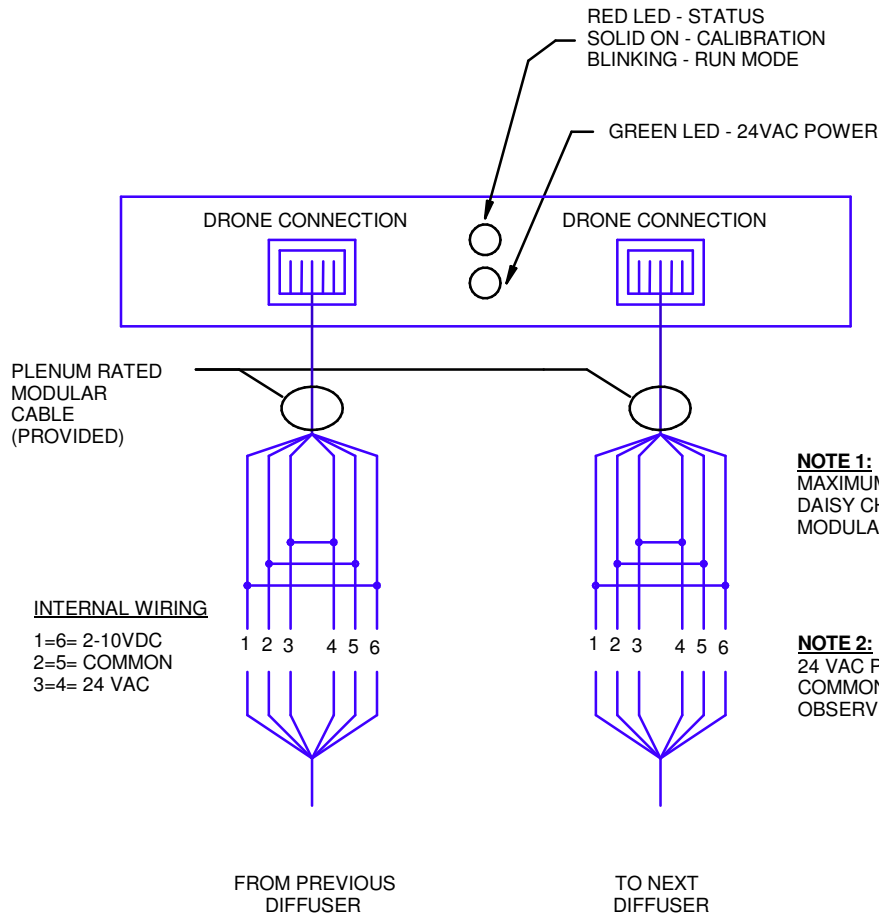 RED LED - STATUS
SOLID ON - CALIBRATION
BLINKING - RUN MODE
GREEN LED - 24VAC POWER
DRONE CONNECTION
DRONE CONNECTION
PLENUM RATED
MODULAR
CABLE
(PROVIDED)
NOTE 1:
MAXIMUM
DAISY CH
MODULA
INTERNAL WIRING
1=6= 2-10VDC
2=5= COMMON
3=4= 24 VAC
1 2 3 4 5 6
1 2 3 4 5 6
NOTE 2:
24 VAC
COMMON
OBSERV
FROM PREVIOUS
DIFFUSER
TO NEXT
DIFFUSER